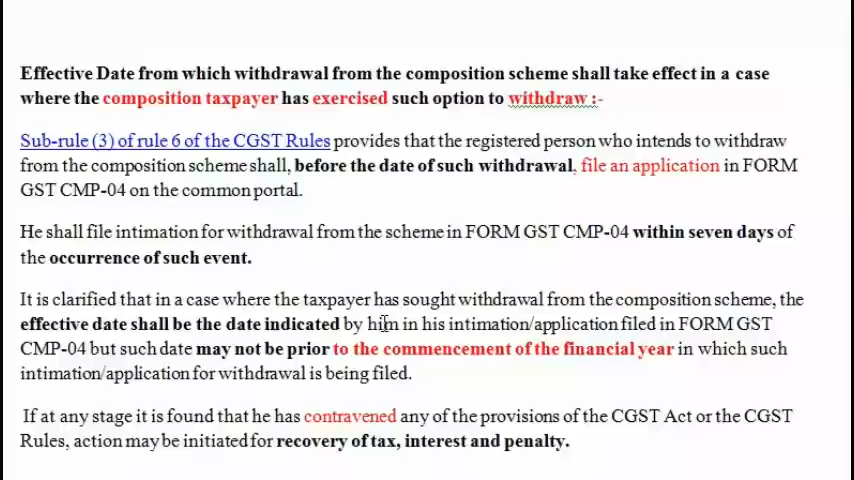 Effective Date from which withdrawal from the composition scheme shall take effect in a case
where the composition taxpayer has exercised such option to withdraw :-
Sub-rule (3) of rule 6 of the CGST Rules provides that the registered person who intends to withdraw
from the composition scheme shall, before the date of such withdrawal, file an application in FORM
GST CMP-04 on the common portal.
He shall file intimation for withdrawal from the scheme in FORM GST CMP-04 within seven days of
the occurrence of such event.
It is clarified that in a case where the taxpayer has sought withdrawal from the composition scheme, the
effective date shall be the date indicated by him in his intimation/application filed in FORM GST
CMP-04 but such date may not be prior to the commencement of the financial year in which such
intimation/application for withdrawal is being filed.
If at any stage it is found that he has contravened any of the provisions of the CGST Act or the CGST
Rules, action may be initiated for recovery of tax, interest and penalty.